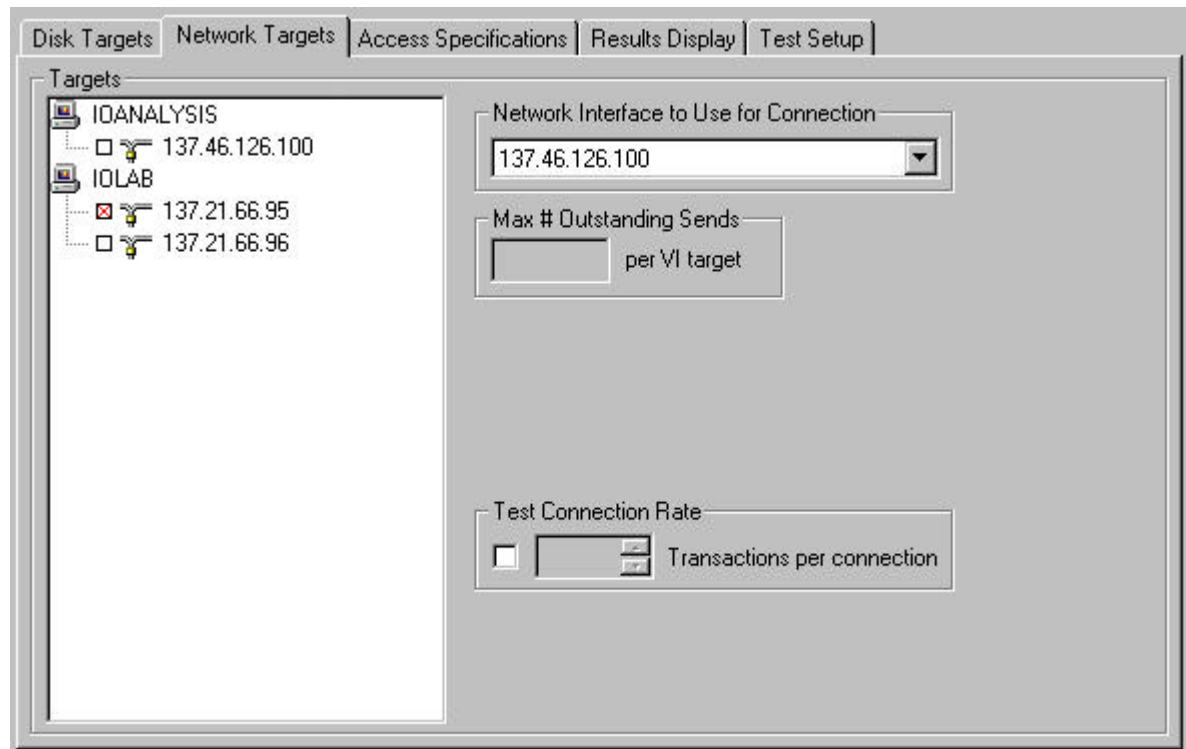 Disk Targets Network Targets Access Specifications Results Display Test Setup
Targets
IOANALYSIS
137.46.126.100
IOLAB
137.21.66.95
137.21.66.96
Network Interface to Use for Connection
137.46.126.100
Max # Outstanding Sends
per VI target
Test Connection Rate
Transactions per connection